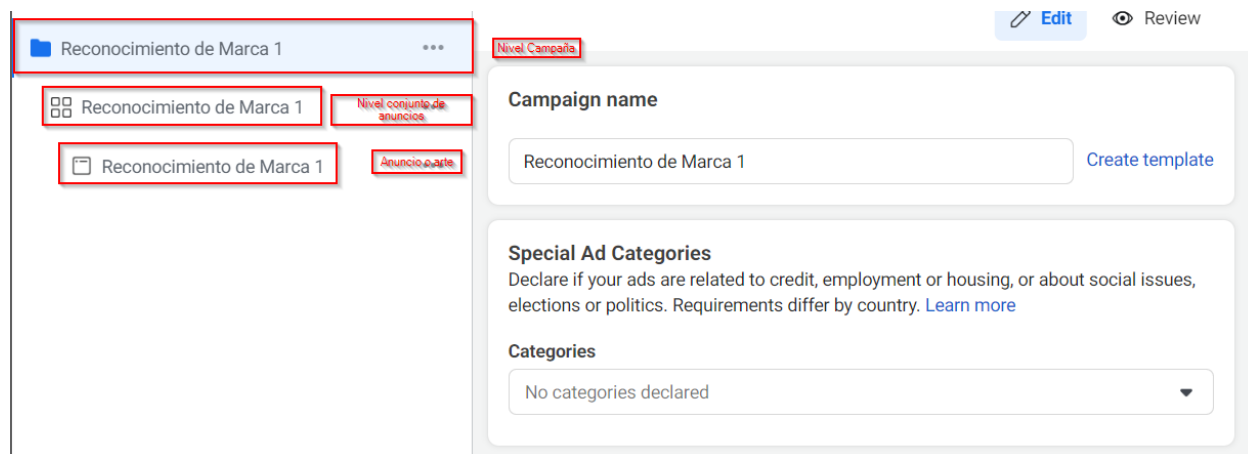 Edit
Review
Reconocimiento de Marca 1
Nivel Campaña
Reconocimiento de Marca 1
Nivel conjunto de
anuncios
Reconocimiento de Marca 1
Anuncio o arte
Campaign name
Reconocimiento de Marca 1
Create template
Special Ad Categories
Declare if your ads are related to credit, employment or housing, or about social issues,
elections or politics. Requirements differ by country. Learn more
Categories
No categories declared